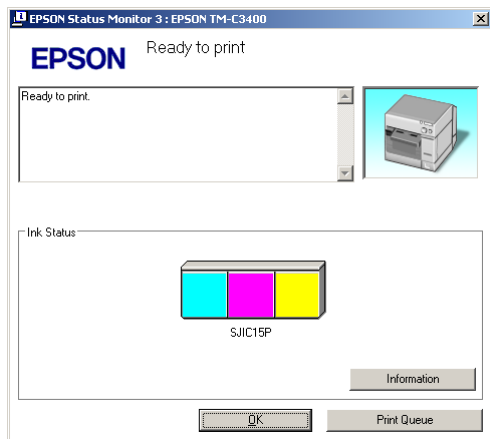 EPSON Status Monitor 3 : EPSON TM-C3400
EPSON
Ready to print
Ready to print.
Ink Status
SJIC15P
Information
OK
Print Queue